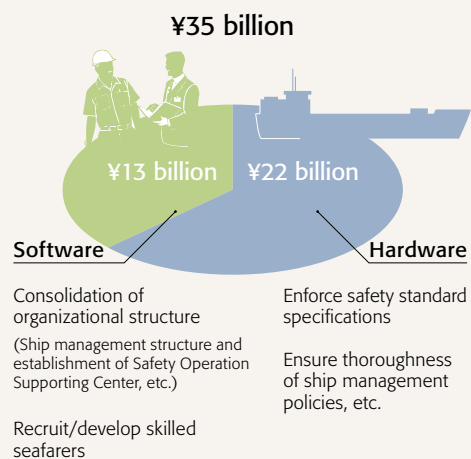 ¥35 billion
¥13 billion
¥22 billion
Software
Consolidation of
organizational structure
(Ship management structure and
establishment of Safety Operation
Supporting Center, etc.)
Recruit/develop skilled
seafarers
Hardware
Enforce safety standard
specifications
Ensure thoroughness
of ship management
policies, etc.